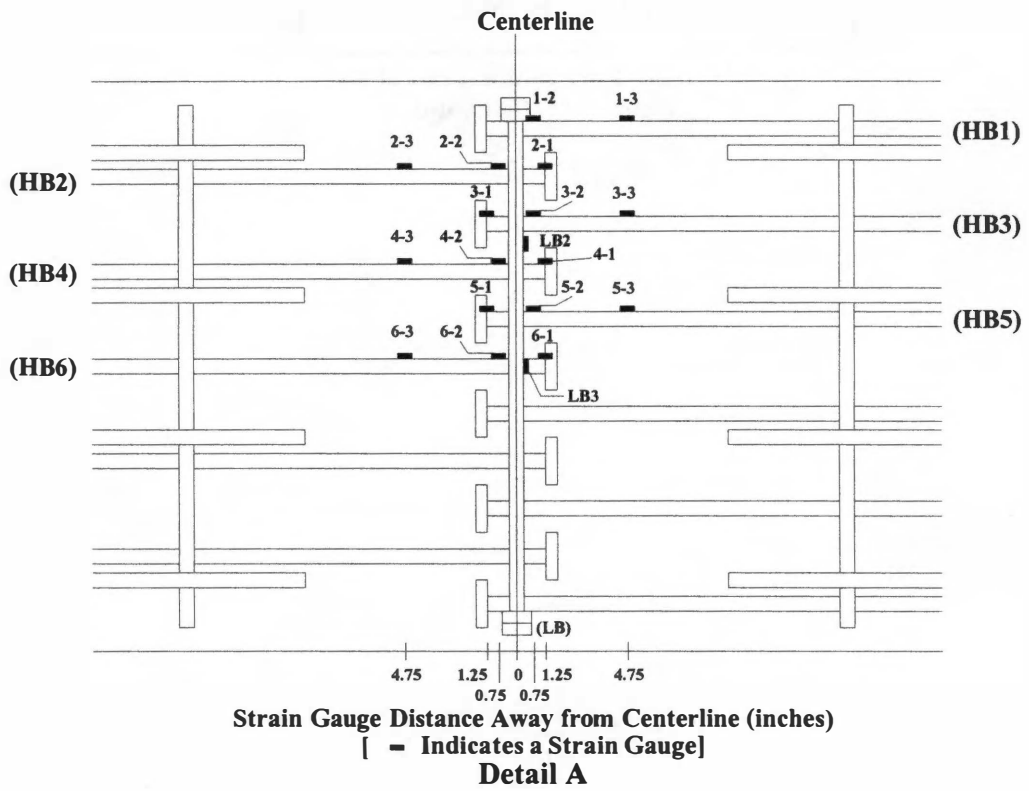 Centerline
1-2 1-3
(HB1)
2-3 2-2 2-1
(HB2)
3-1 3-2 3-3
(HB3)
4-3 4-2 LB2
4-1
(HB4)
5-1 5-2 5-3
(HB5)
6-3 6-2 6-1
(HB6)
LB3
(LB)
4.75 1.25 0 1.25 4.75
0.75 0.75
Strain Gauge Distance Away from Centerline (inches)
[ - Indicates a Strain Gauge]
Detail A